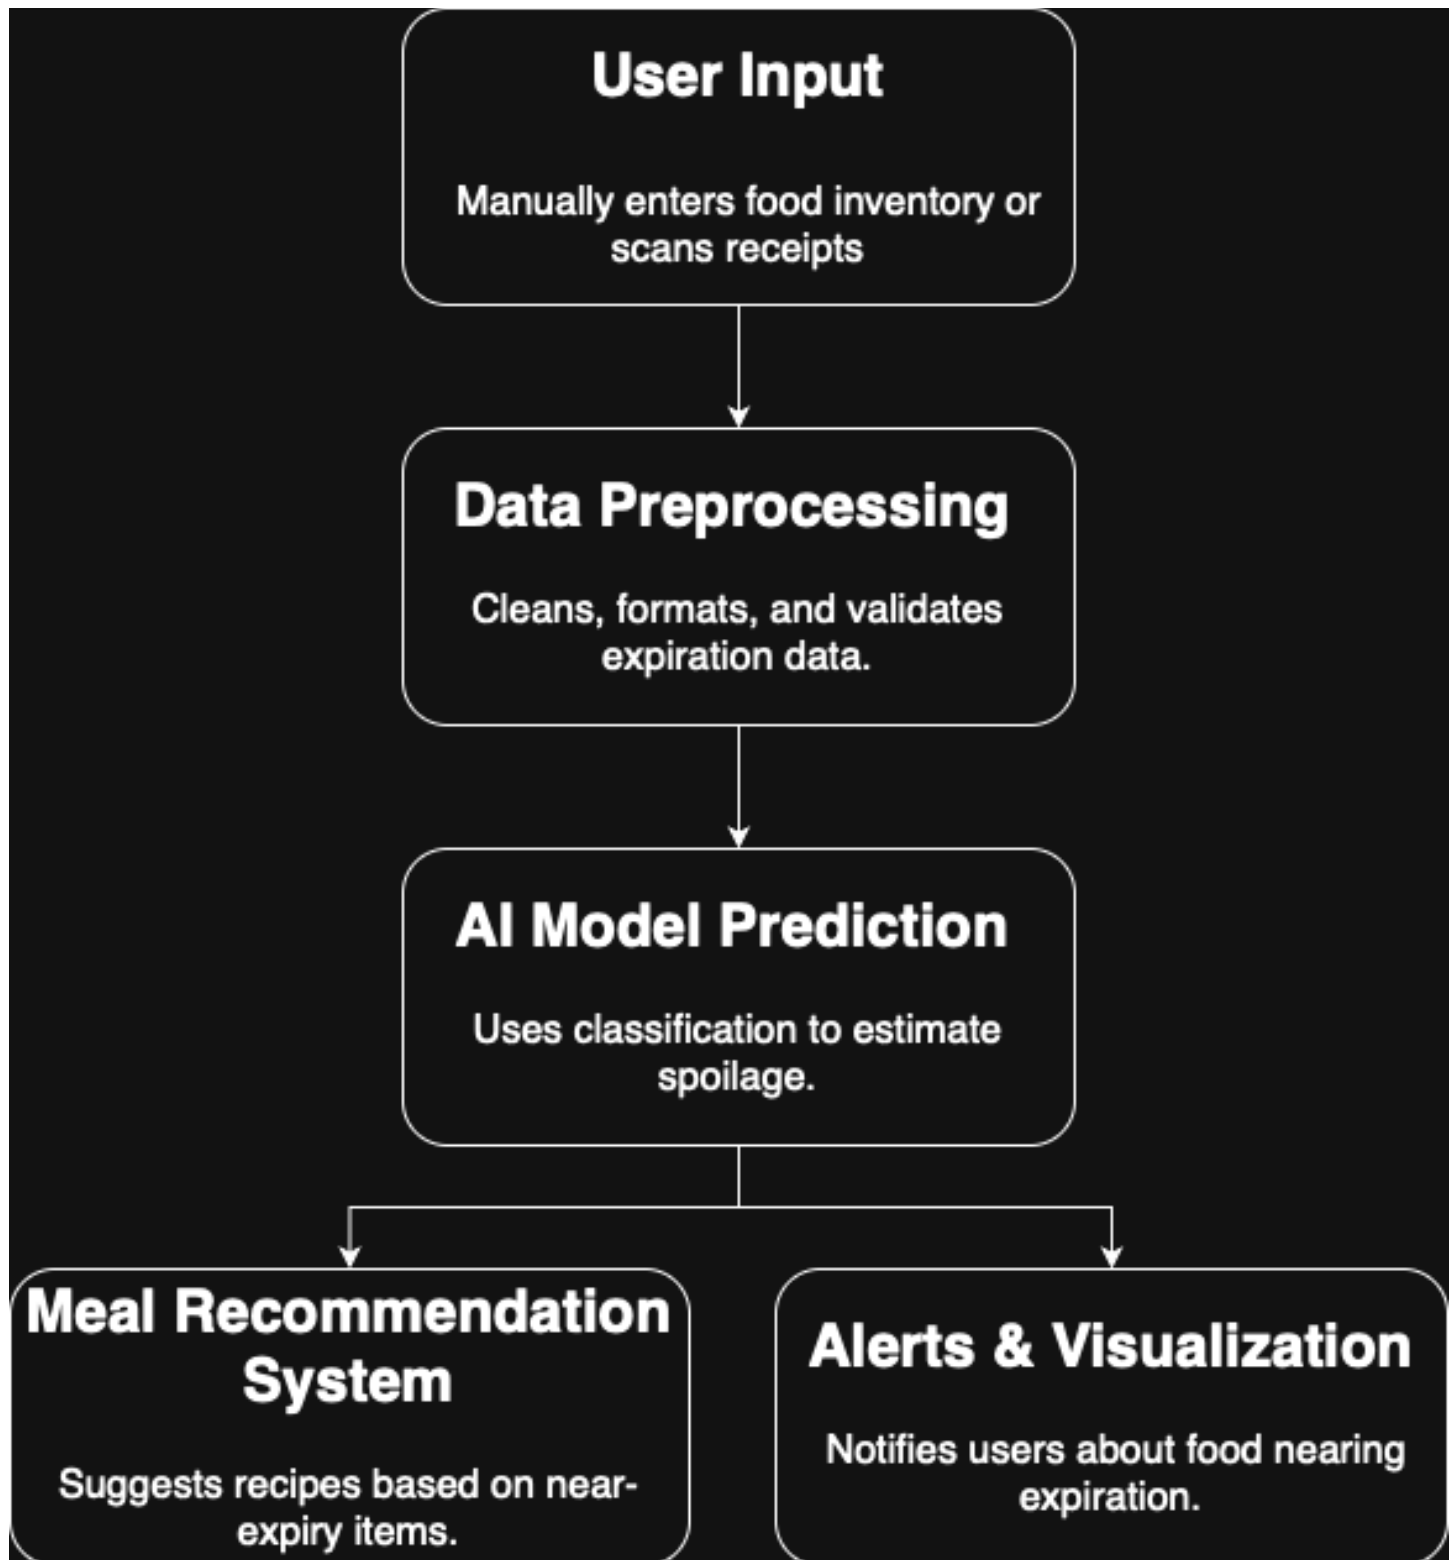 User Input
Manually enters food inventory or
scans receipts
Data Preprocessing
Cleans, formats, and validates
expiration data.
AI Model Prediction
Uses classification to estimate
spoilage.
Meal Recommendation
System
Suggests recipes based on near-
expiry items.
Alerts & Visualization
Notifies users about food nearing
expiration.